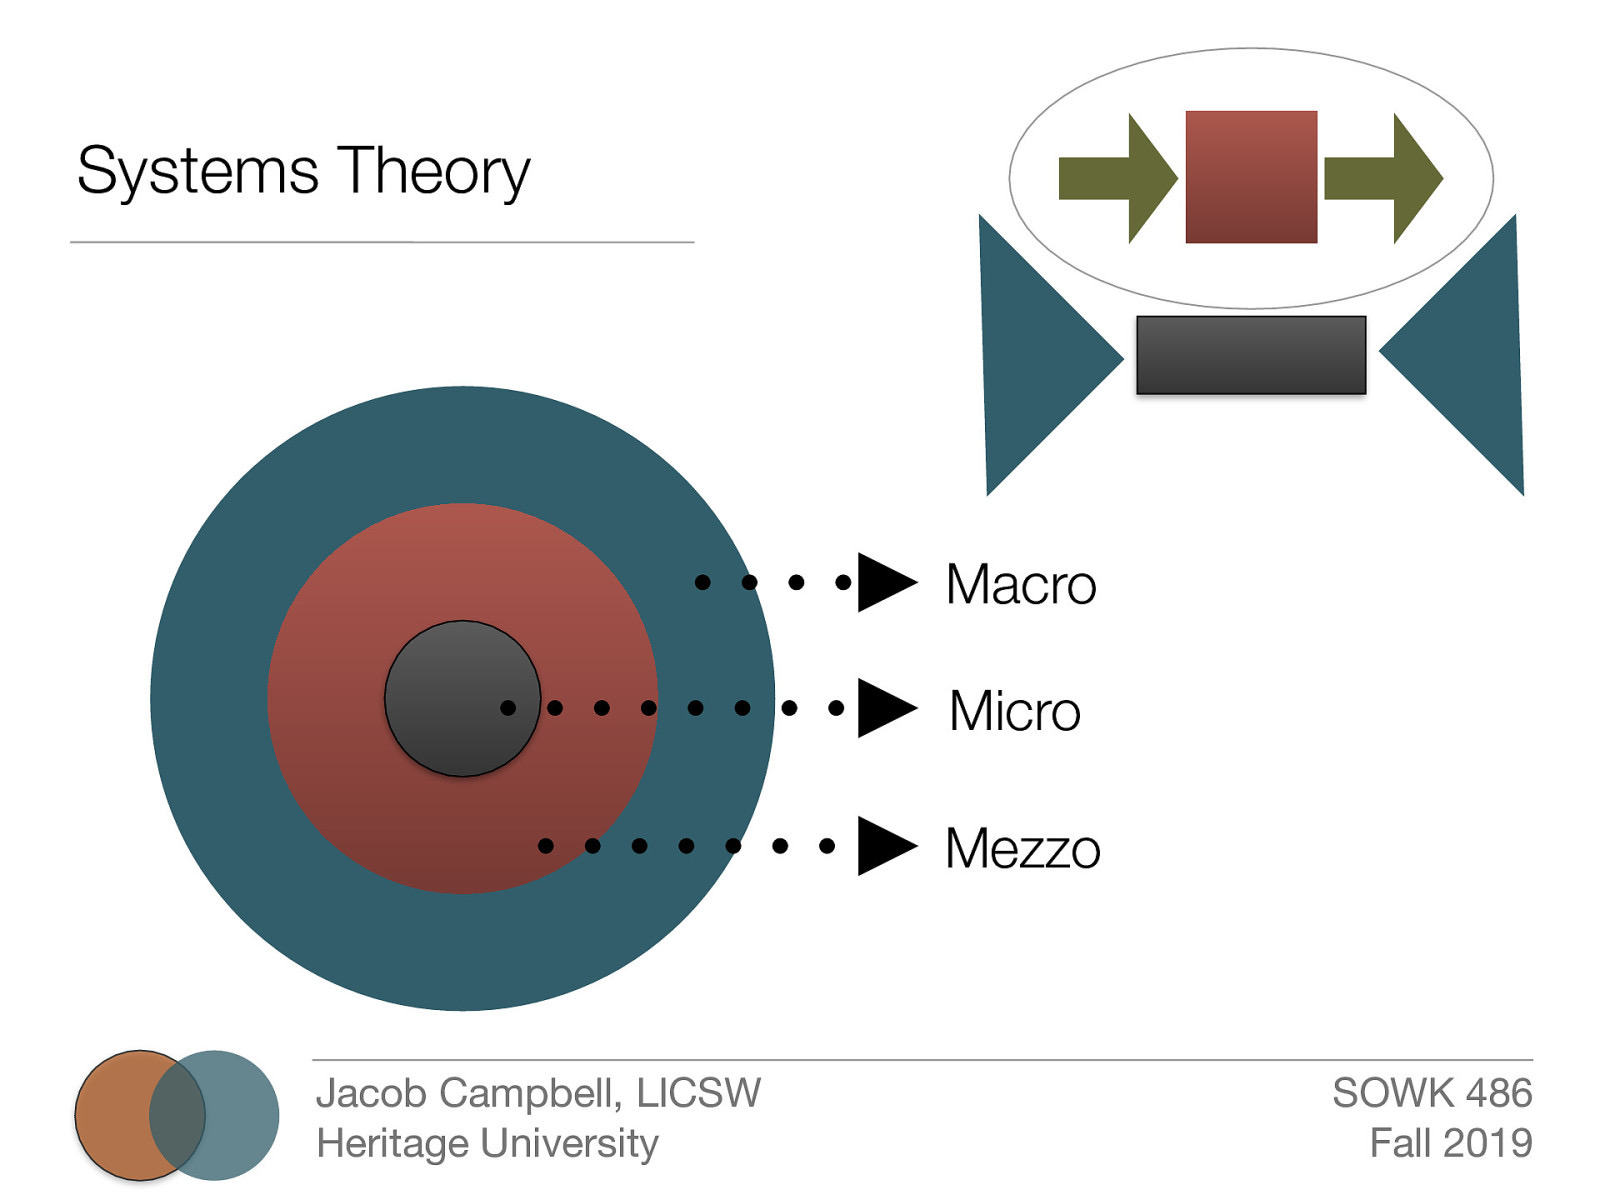 Systems Theory
Macro
Micro
Mezzo
Jacob Campbell, LICSW
Heritage University
SOWK 486
Fall 2019